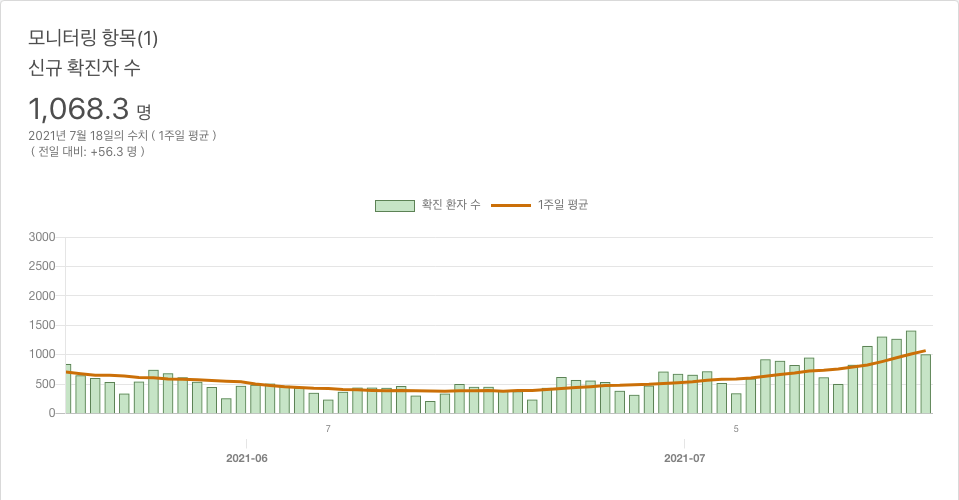 모니터링 항목(1)
신규 확진자 수
1,068.3 명
2021년 7월 18일의 수치 ( 1주일 평균 )
( 전일 대비: +56.3 명 )
확진 환자 수 1주일 평균
3000
2500
2000
1500
1000
500
0
7 5
2021-06 2021-07